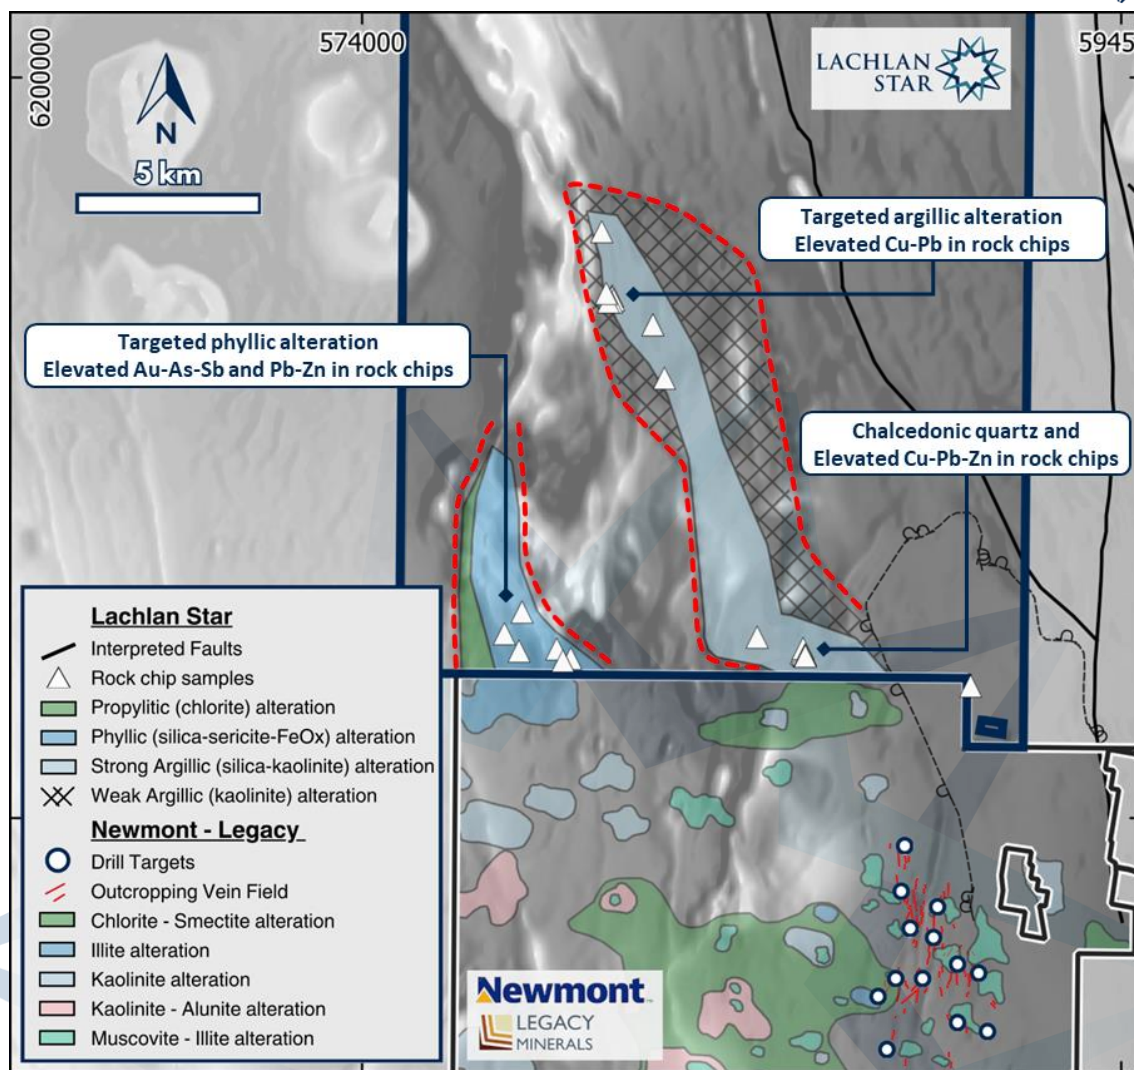 6200000
574000
5945
LACHLAN
STAR
N
5 km
Targeted argillic alteration
Elevated Cu-Pb in rock chips
Targeted phyllic alteration
Elevated Au-As-Sb and Pb-Zn in rock chips
Chalcedonic quartz and
Elevated Cu-Pb-Zn in rock chips
Lachlan Star
Interpreted Faults
Rock chip samples
Propylitic (chlorite) alteration
Phyllic (silica-sericite-FeOx) alteration
Strong Argillic (silica-kaolinite) alteration
Weak Argillic (kaolinite) alteration
Newmont - Legacy
Drill Targets
Outcropping Vein Field
Chlorite - Smectite alteration
Illite alteration
Kaolinite alteration
Kaolinite - Alunite alteration
Muscovite - Illite alteration
Newmont
LEGACY
MINERALS